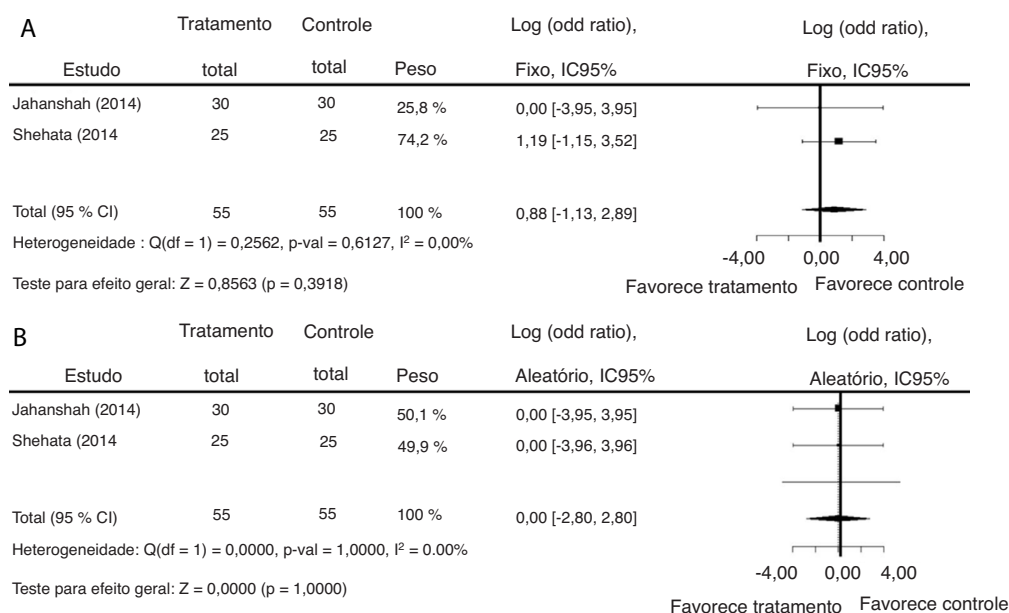 A
Tratamento Controle Log (odd ratio), Log (odd ratio),
Estudo total total Peso Fixo, IC95% Fixo, IC95%
Jahanshah (2014) 30 30 25,8 % 0,00 [-3,95, 3,95]
Shehata (2014 25 25 74,2 % 1,19 [-1,15, 3,52]
Total (95 % CI) 55 55 100 % 0,88 [-1,13, 2,89]
Heterogeneidade : Q(df = 1) = 0,2562, p-val = 0,6127, I² = 0,00%
-4,00 0,00 4,00
Teste para efeito geral: Z = 0,8563 (p = 0,3918)
Favorece tratamento Favorece controle
B
Tratamento Controle Log (odd ratio), Log (odd ratio),
Estudo total total Peso Aleatório, IC95% Aleatório, IC95%
Jahanshah (2014) 30 30 50,1 % 0,00 [-3,95, 3,95]
Shehata (2014 25 25 49,9 % 0,00 [-3,96, 3,96]
Total (95 % CI) 55 55 100 % 0,00 [-2,80, 2,80]
Heterogeneidade: Q(df = 1) = 0,0000, p-val = 1,0000, I² = 0.00%
-4,00 0,00 4,00
Teste para efeito geral: Z = 0,0000 (p = 1,0000)
Favorece tratamento Favorece controle